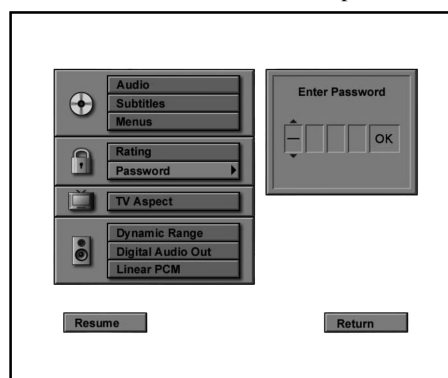 Audio
Subtitles
Menus
Rating
Password
TV Aspect
Dynamic Range
Digital Audio Out
Linear PCM
Enter Password
– OK
Resume
Return